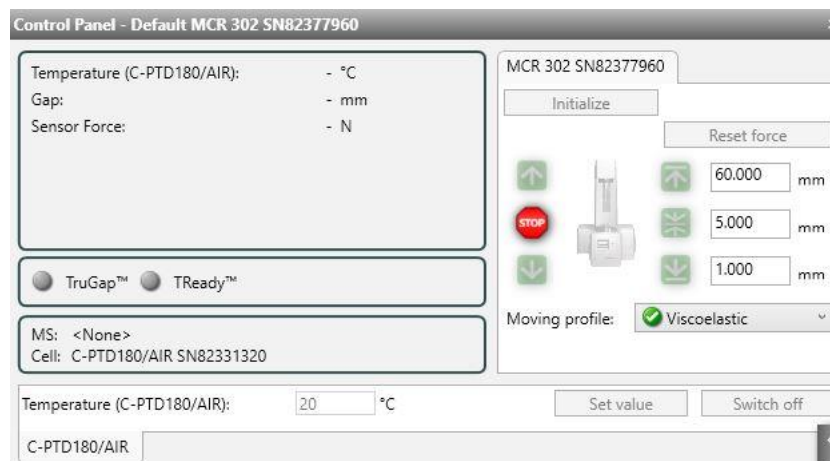 Control Panel - Default MCR 302 SN82377960
Temperature (C-PTD180/AIR): - °C
Gap: - mm
Sensor Force: - N
TruGap™ TReady™
MS: <None>
Cell: C-PTD180/AIR SN82331320
MCR 302 SN82377960
Initialize
Reset force
60.000 mm
STOP 5.000 mm
1.000 mm
Moving profile: Viscoelastic
Temperature (C-PTD180/AIR): 20 °C Set value Switch off
C-PTD180/AIR